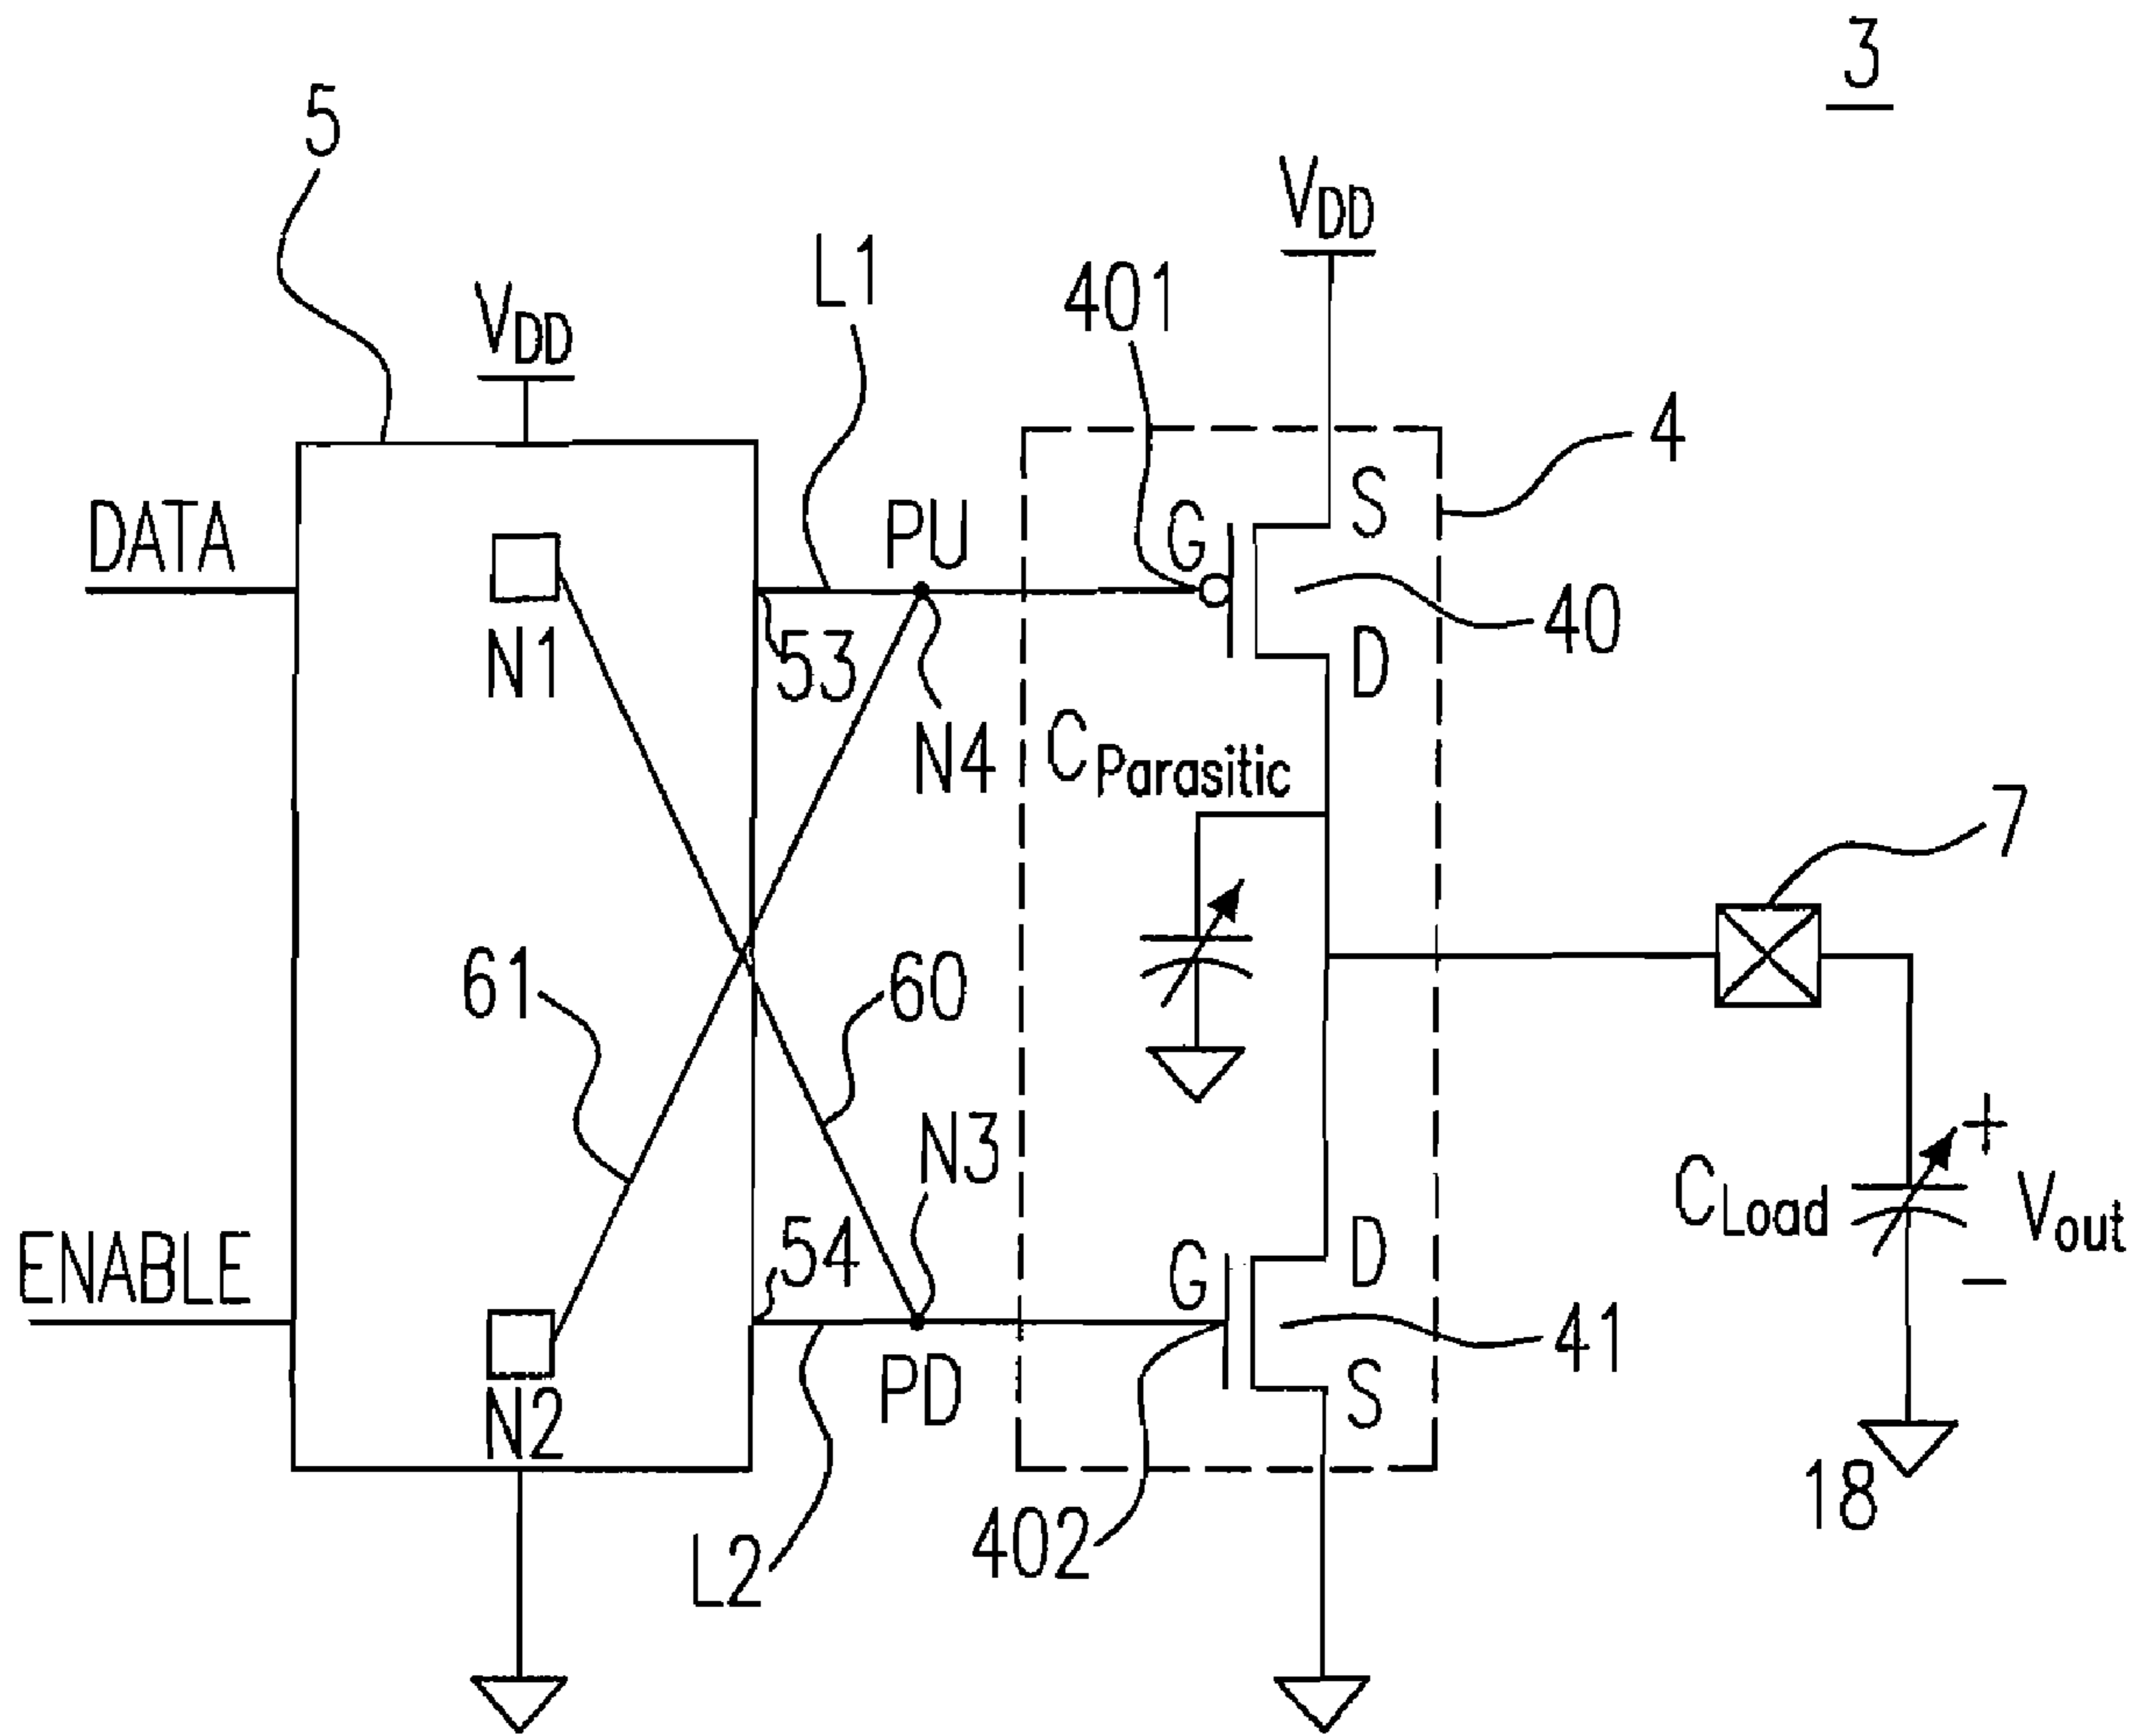 3
5
VDD
L1
401
VDD
4
DATA
N1
PU
53
N4
G
S
40
D
CParasitic
7
61
60
N3
ENABLE
N2
54
PD
G
D
41
S
CLoad
+
Vout
−
18
L2
402